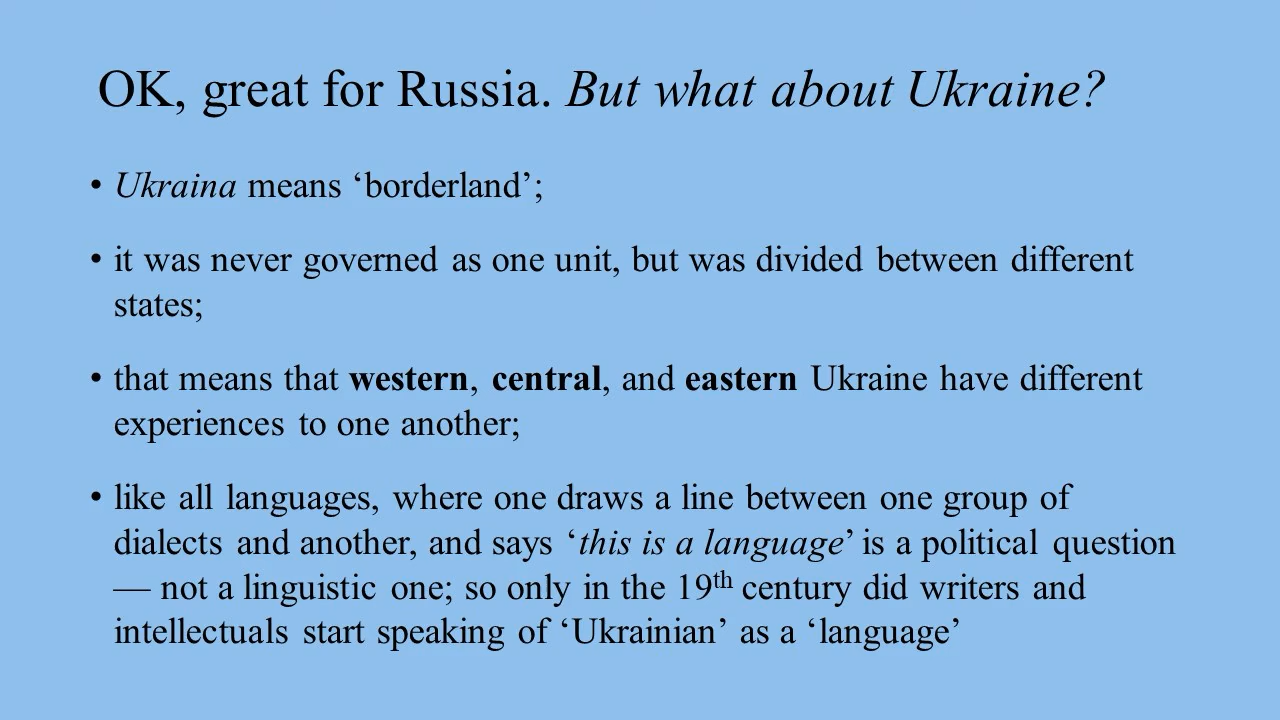 OK, great for Russia. But what about Ukraine?
• Ukraina means ‘borderland’;
• it was never governed as one unit, but was divided between different
states;
• that means that western, central, and eastern Ukraine have different
experiences to one another;
• like all languages, where one draws a line between one group of
dialects and another, and says ‘this is a language’ is a political question
— not a linguistic one; so only in the 19th century did writers and
intellectuals start speaking of ‘Ukrainian’ as a ‘language’